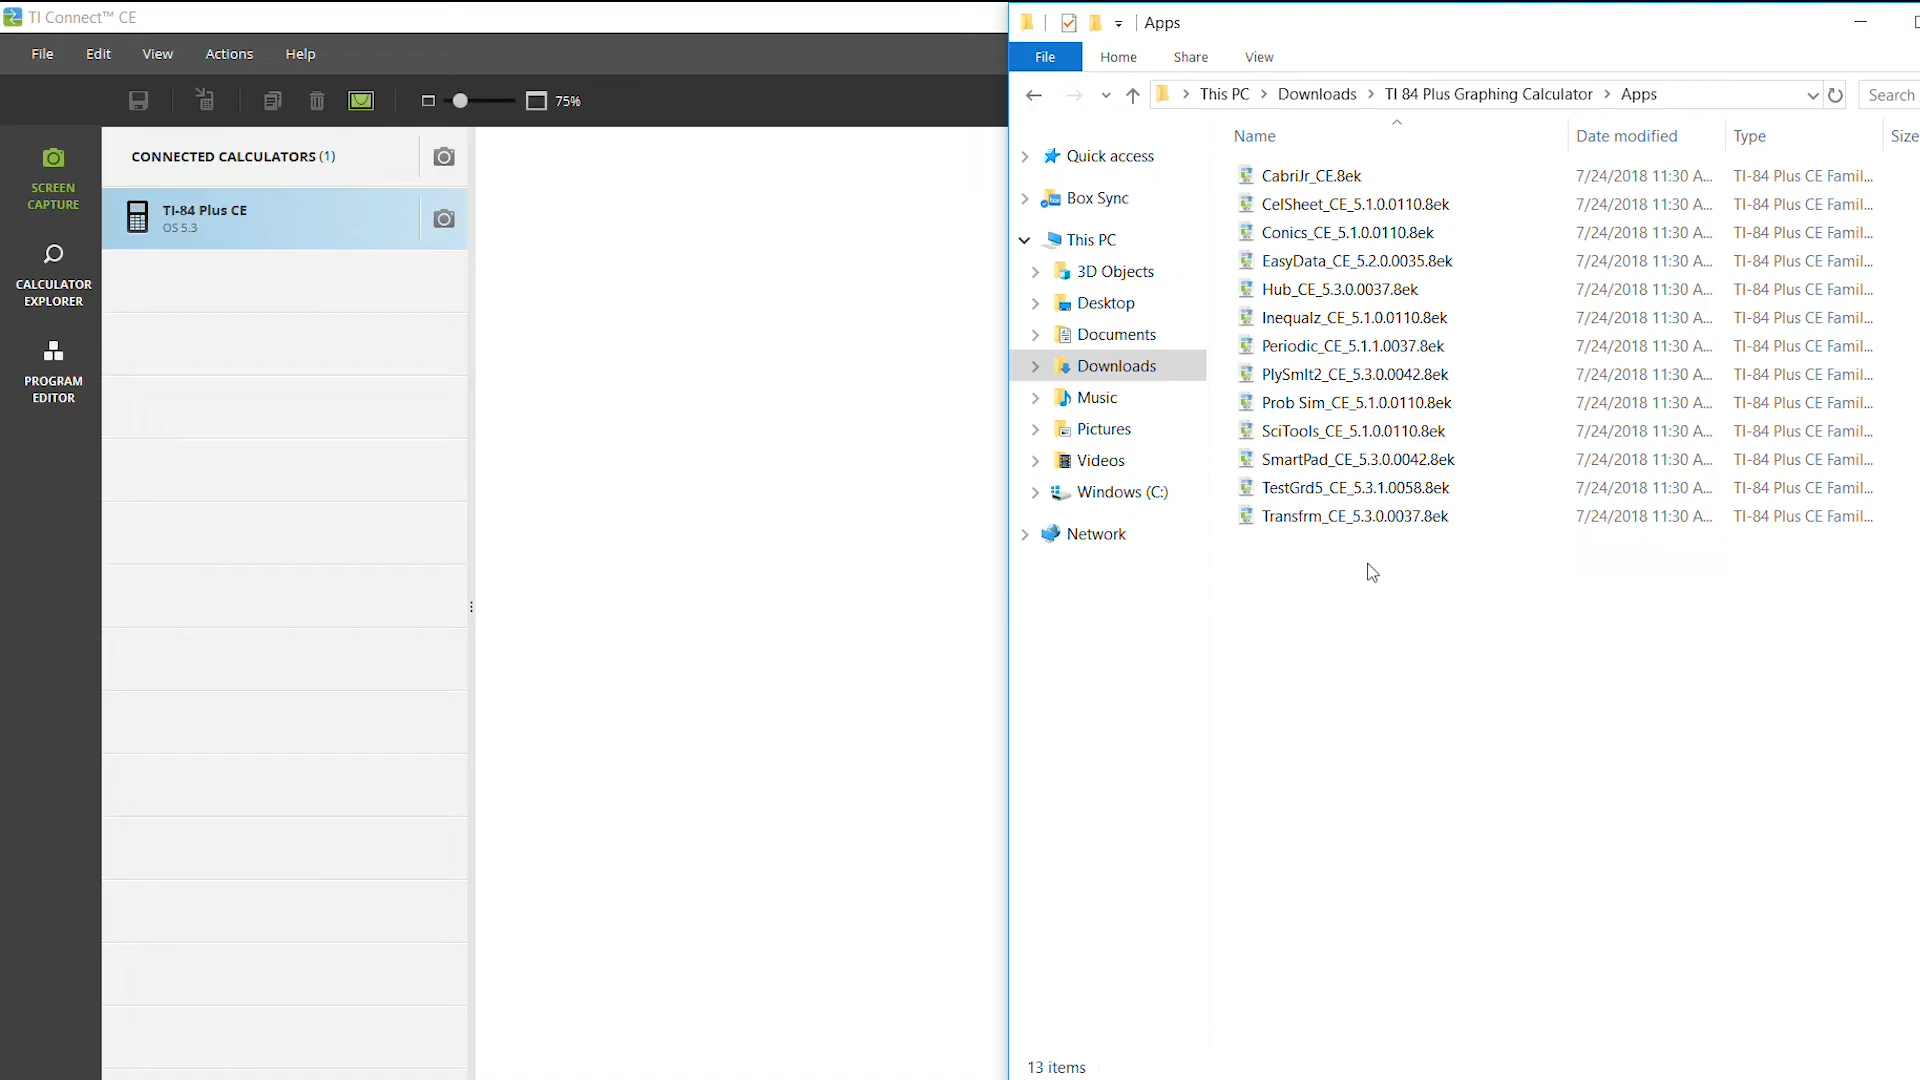 TI Connect™ CE
File Edit View Actions Help
75%
SCREEN
CAPTURE
CALCULATOR
EXPLORER
PROGRAM
EDITOR
CONNECTED CALCULATORS (1)
TI-84 Plus CE
OS 5.3
Apps
File Home Share View
This PC Downloads TI 84 Plus Graphing Calculator Apps
Search
Quick access
Box Sync
This PC
3D Objects
Desktop
Documents
Downloads
Music
Pictures
Videos
Windows (C:)
Network
Name Date modified Type Size
CabriJr_CE.8ek 7/24/2018 11:30 A... TI-84 Plus CE Famil...
CelSheet_CE_5.1.0.0110.8ek 7/24/2018 11:30 A... TI-84 Plus CE Famil...
Conics_CE_5.1.0.0110.8ek 7/24/2018 11:30 A... TI-84 Plus CE Famil...
EasyData_CE_5.2.0.0035.8ek 7/24/2018 11:30 A... TI-84 Plus CE Famil...
Hub_CE_5.3.0.0037.8ek 7/24/2018 11:30 A... TI-84 Plus CE Famil...
Inequalz_CE_5.1.0.0110.8ek 7/24/2018 11:30 A... TI-84 Plus CE Famil...
Periodic_CE_5.1.1.0037.8ek 7/24/2018 11:30 A... TI-84 Plus CE Famil...
PlySmlt2_CE_5.3.0.0042.8ek 7/24/2018 11:30 A... TI-84 Plus CE Famil...
Prob Sim_CE_5.1.0.0110.8ek 7/24/2018 11:30 A... TI-84 Plus CE Famil...
SciTools_CE_5.1.0.0110.8ek 7/24/2018 11:30 A... TI-84 Plus CE Famil...
SmartPad_CE_5.3.0.0042.8ek 7/24/2018 11:30 A... TI-84 Plus CE Famil...
TestGrd5_CE_5.3.1.0058.8ek 7/24/2018 11:30 A... TI-84 Plus CE Famil...
Transfrm_CE_5.3.0.0037.8ek 7/24/2018 11:30 A... TI-84 Plus CE Famil...
13 items